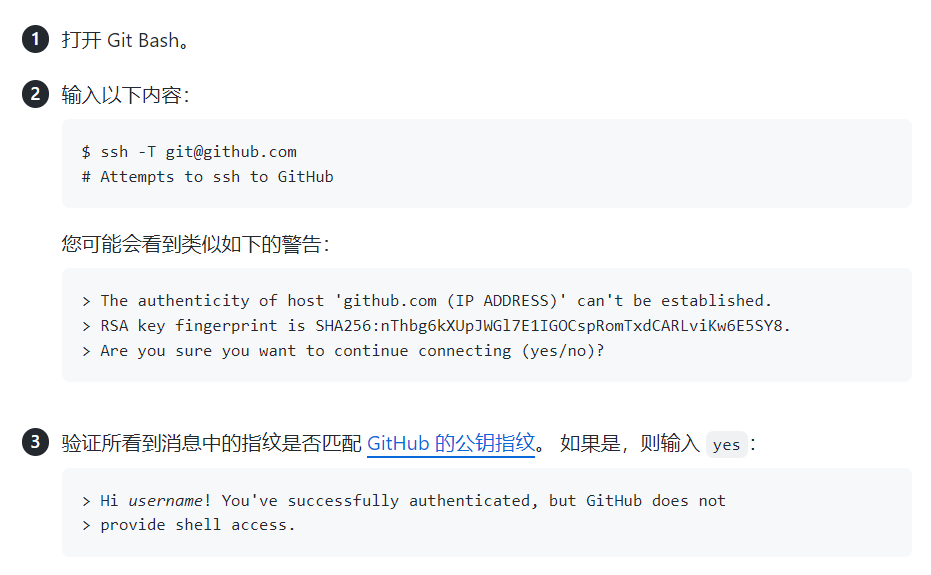 1 打开 Git Bash。
2 输入以下内容：
$ ssh -T git@github.com
# Attempts to ssh to GitHub
您可能会看到类似如下的警告：
> The authenticity of host 'github.com (IP ADDRESS)' can't be established.
> RSA key fingerprint is SHA256:nThbg6kXUpJWGl7E1IGOCspRomTxdCARLviKw6E5SY8.
> Are you sure you want to continue connecting (yes/no)?
3 验证所看到消息中的指纹是否匹配 GitHub 的公钥指纹。 如果是，则输入 yes：
> Hi username! You've successfully authenticated, but GitHub does not
> provide shell access.